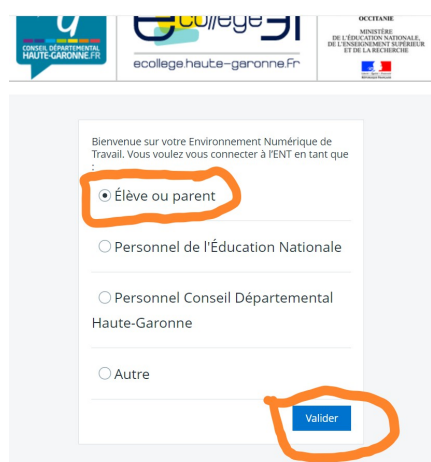 CONSEIL DÉPARTEMENTAL
HAUTE-GARONNE.FR
ecollège 31
ecollege.haute-garonne.fr
OCCITANIE
MINISTÈRE
DE L'ÉDUCATION NATIONALE,
DE L'ENSEIGNEMENT SUPÉRIEUR
ET DE LA RECHERCHE
Bienvenue sur votre Environnement Numérique de
Travail. Vous voulez vous connecter à l'ENT en tant que
:
Élève ou parent
Personnel de l'Éducation Nationale
Personnel Conseil Départemental
Haute-Garonne
Autre
Valider